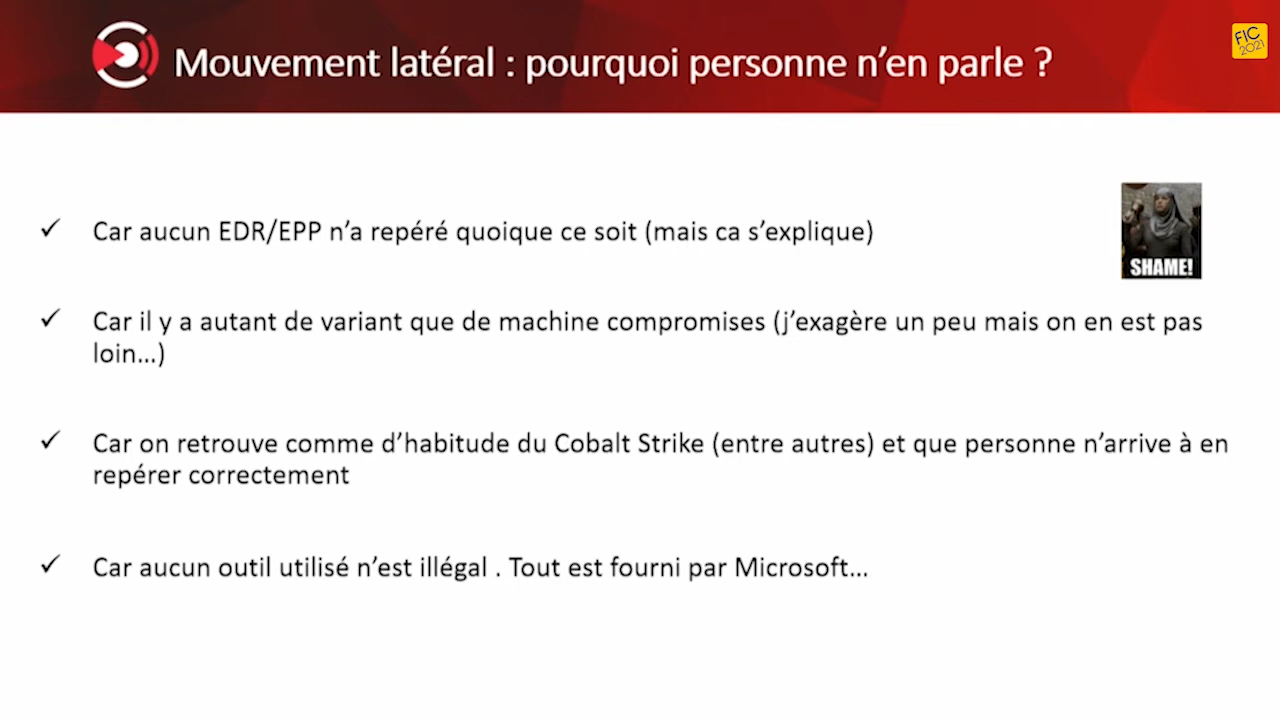 Mouvement latéral : pourquoi personne n’en parle ?
FIC
2021
Car aucun EDR/EPP n’a repéré quoique ce soit (mais ca s’explique)
SHAME!
Car il y a autant de variant que de machine compromises (j’exagère un peu mais on en est pas
loin…)
Car on retrouve comme d’habitude du Cobalt Strike (entre autres) et que personne n’arrive à en
repérer correctement
Car aucun outil utilisé n’est illégal . Tout est fourni par Microsoft…